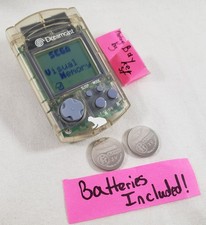 Dreamcast
SEGA
Visual
Memory
Batteries
Included!